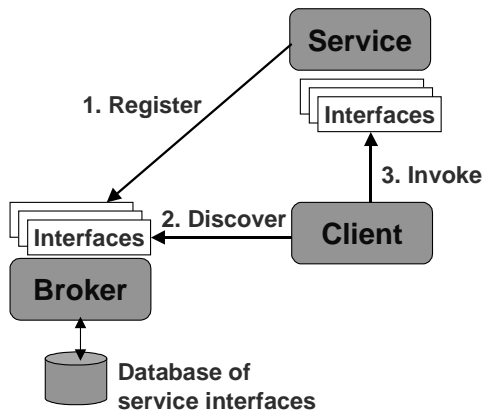 Service
1. Register
Interfaces
3. Invoke
2. Discover
Interfaces
Client
Broker
Database of
service interfaces